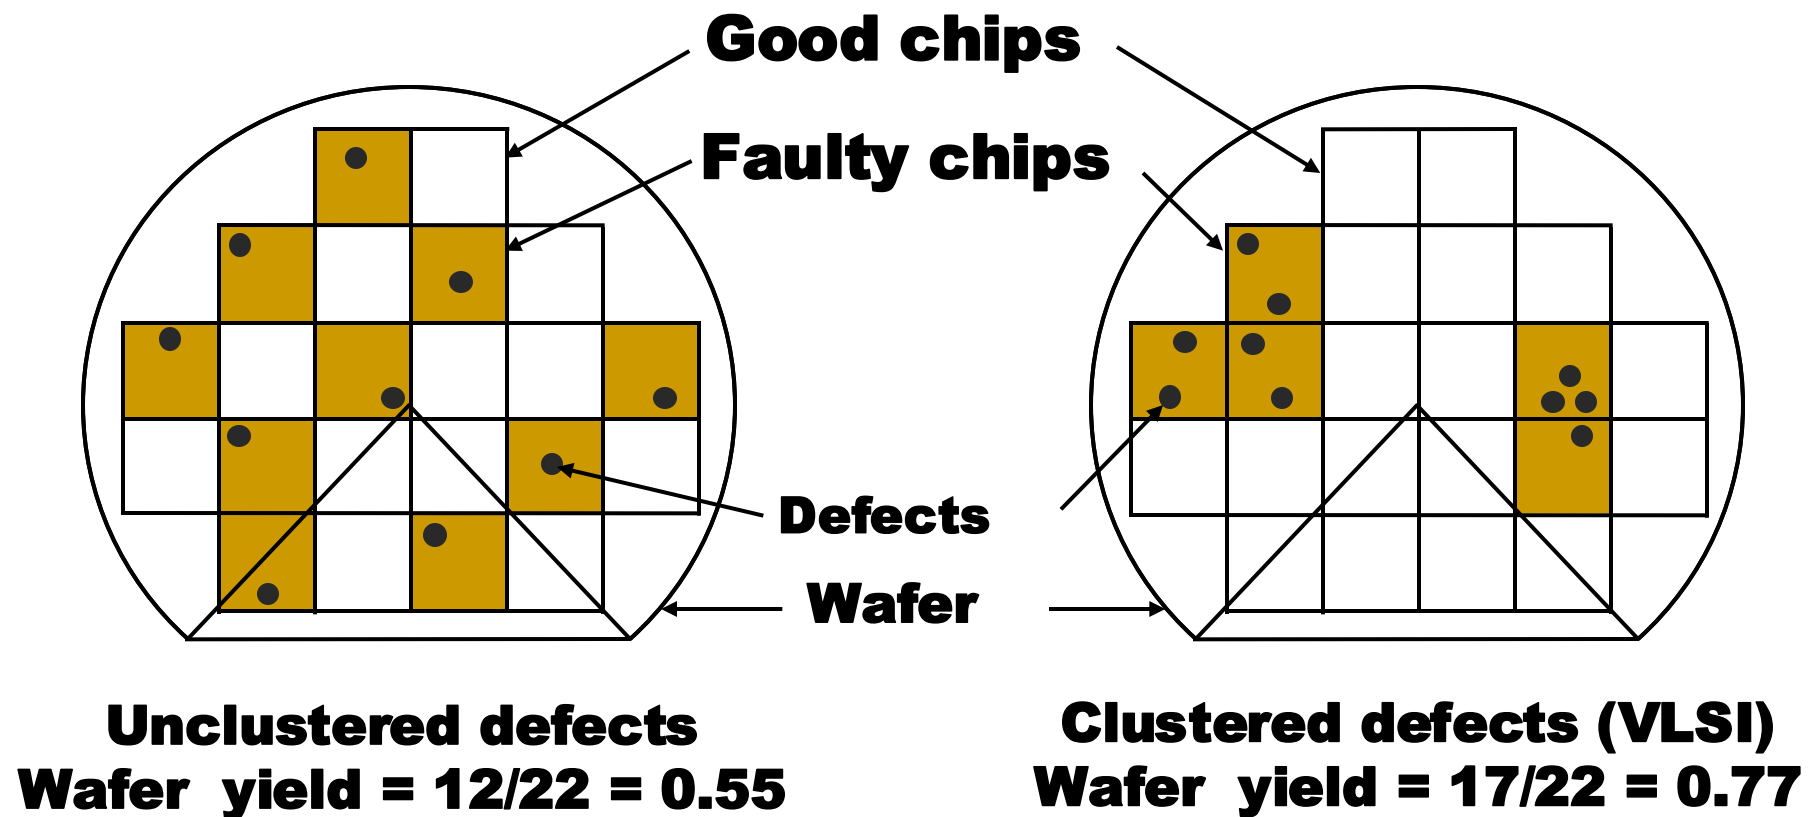 Good chips
Faulty chips
Defects
Wafer
Unclustered defects
Wafer yield = 12/22 = 0.55
Clustered defects (VLSI)
Wafer yield = 17/22 = 0.77